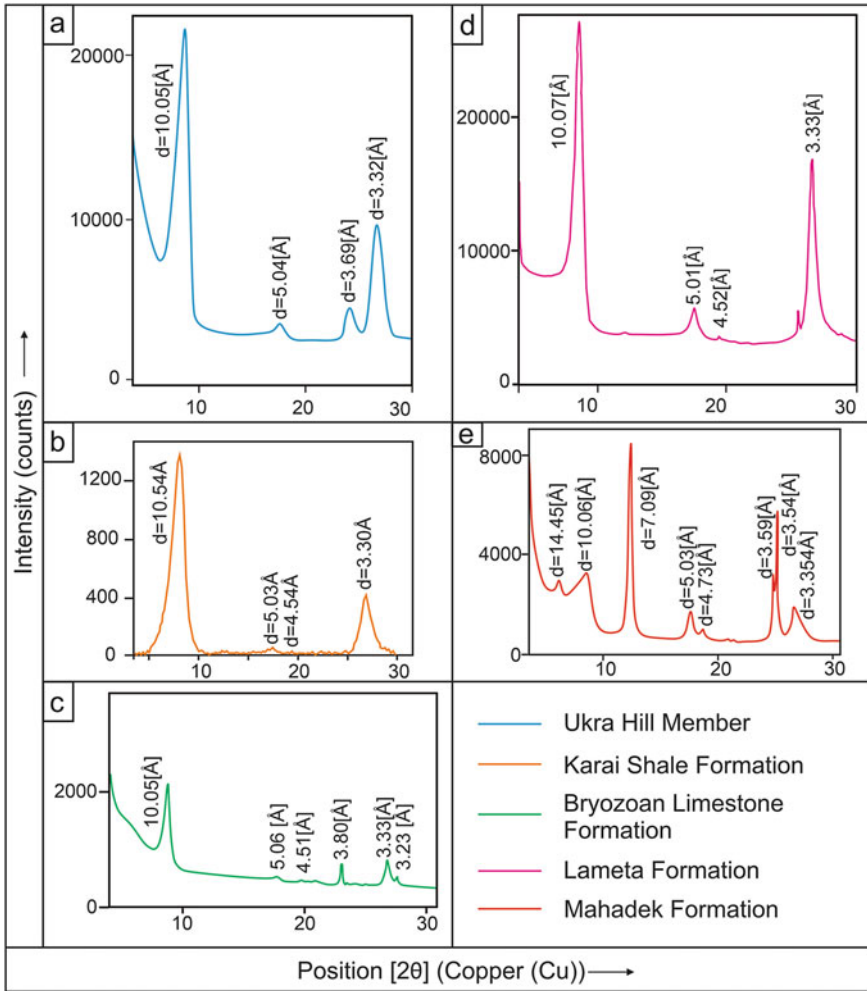 a
20000
10000
0
10
20
30
d=10.05[Å]
d=5.04[Å]
d=3.69[Å]
d=3.32[Å]
d
20000
10000
0
10
20
30
10.07[Å]
5.01[Å]
4.52[Å]
3.33[Å]
b
1200
800
400
0
10
20
30
d=10.54Å
d=5.03Å
d=4.54Å
d=3.30Å
e
8000
4000
0
10
20
30
d=14.45[Å]
d=10.06[Å]
d=7.09[Å]
d=5.03[Å]
d=4.73[Å]
d=3.59[Å]
d=3.54[Å]
d=3.354Å
c
2000
0
10
20
30
10.05[Å]
5.06 [Å]
4.51[Å]
3.80[Å]
3.33[Å]
3.23 [Å]
Ukra Hill Member
Karai Shale Formation
Bryozoan Limestone
Formation
Lameta Formation
Mahadek Formation
Intensity (counts)
Position [2θ] (Copper (Cu))